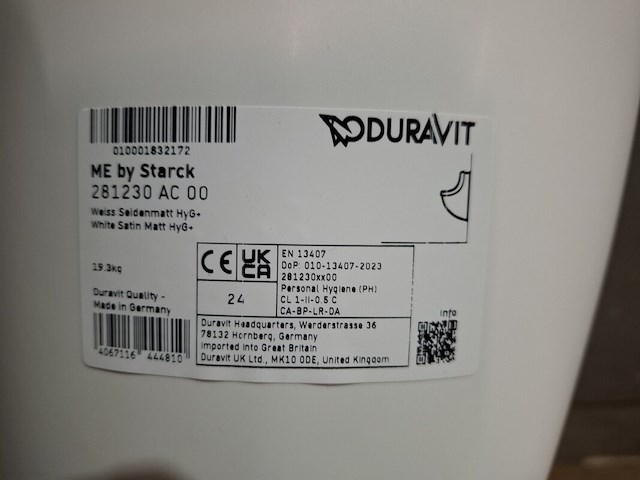 DURAVIT
010001832172
ME by Starck
281230 AC 00
Weiss Seidenmatt HyG+
White Satin Matt HyG+
19.3kg
Duravit Quality -
Made in Germany
4067116 444810
CE UK CA
24
EN 13407
DoP: 010-13407-2023
281230xx00
Personal Hygiene (PH)
CL 1-II-0.5 C
CA-BP-LR-DA
Duravit Headquarters, Werderstrasse 36
78132 Hornberg, Germany
imported into Great Britain
Duravit UK Ltd., MK10 0DE, United Kingdom
info